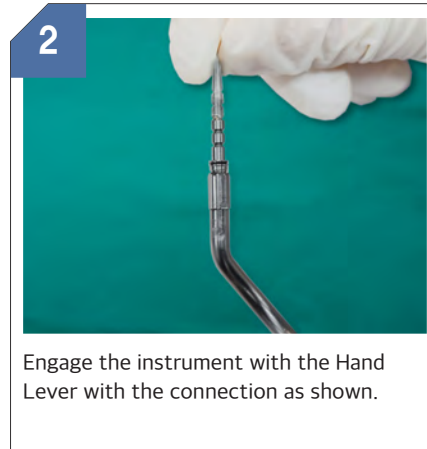 2
Engage the instrument with the Hand
Lever with the connection as shown.